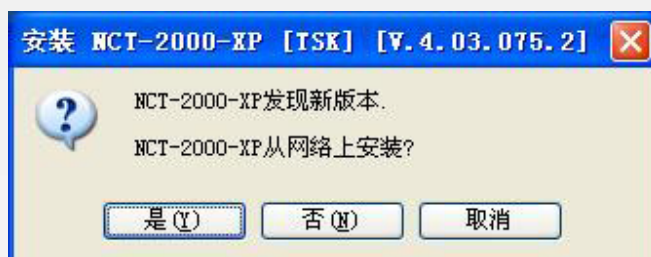 安装 NCT-2000-XP [TSK] [V.4.03.075.2]
NCT-2000-XP发现新版本.
NCT-2000-XP从网络上安装?
是(Y) 否(N) 取消